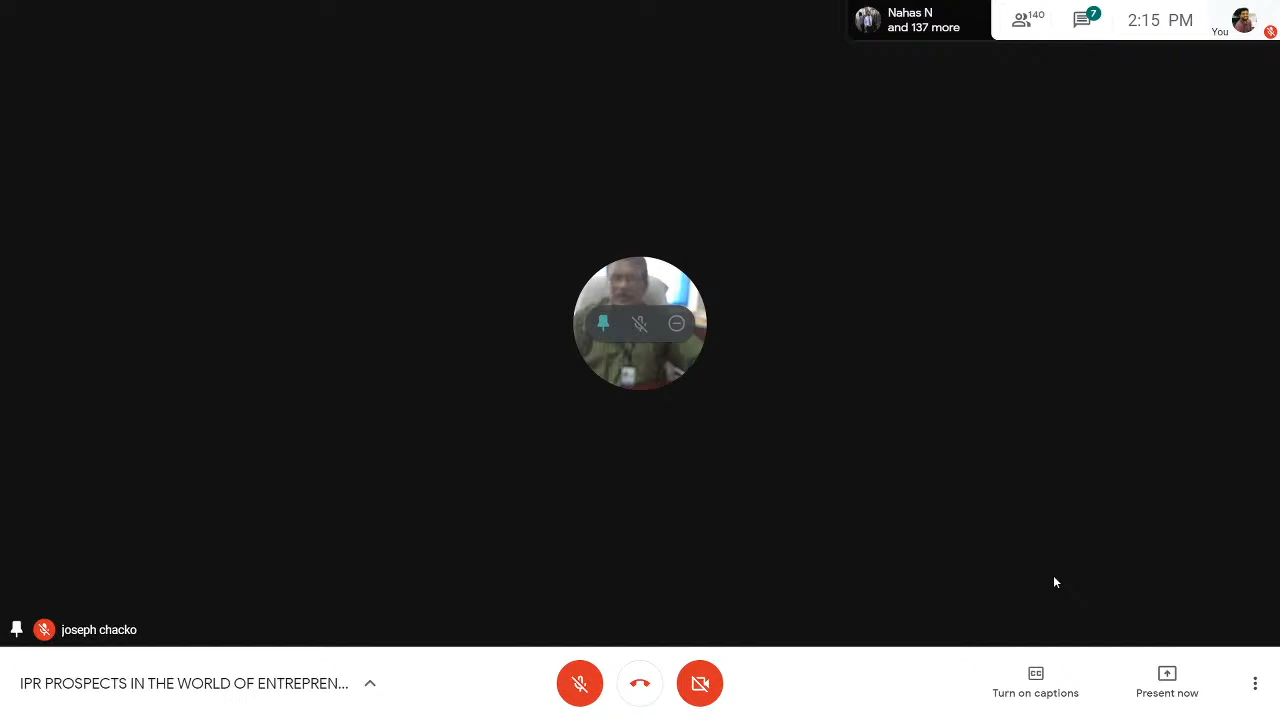 Nahas N
and 137 more
140
7
2:15 PM
You
joseph chacko
IPR PROSPECTS IN THE WORLD OF ENTREPREN...
CC
Turn on captions
Present now